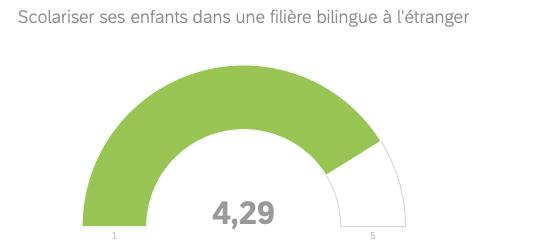 Scolariser ses enfants dans une filière bilingue à l'étranger
4,29
1
5